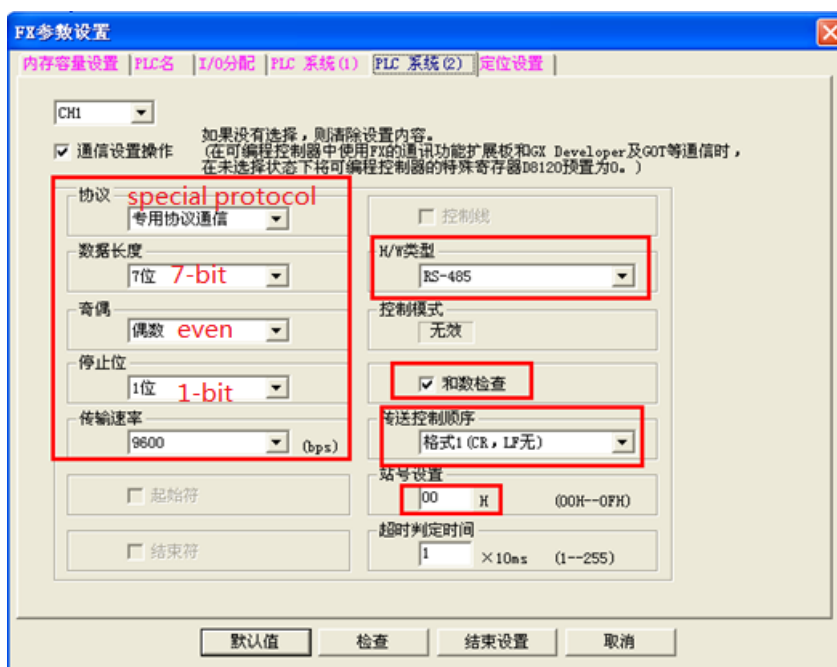 FX参数设置
内存容量设置 PLC名 I/O分配 PLC 系统(1) PLC 系统(2) 定位设置
CH1
通信设置操作
如果没有选择，则清除设置内容。
(在可编程控制器中使用FX的通讯功能扩展板和GX Developer及GOT等通信时，
在未选择状态下将可编程控制器的特殊寄存器D8120预置为0。)
协议 special protocol
专用协议通信
控制线
数据长度
7位 7-bit
H/W类型
RS-485
奇偶
偶数 even
控制模式
无效
停止位
1位 1-bit
和数检查
传输速率
9600 (bps)
传送控制顺序
格式1(CR，LF无)
起始符
站号设置
00 H (00H--0FH)
结束符
超时判定时间
1 ×10ms (1--255)
默认值 检查 结束设置 取消